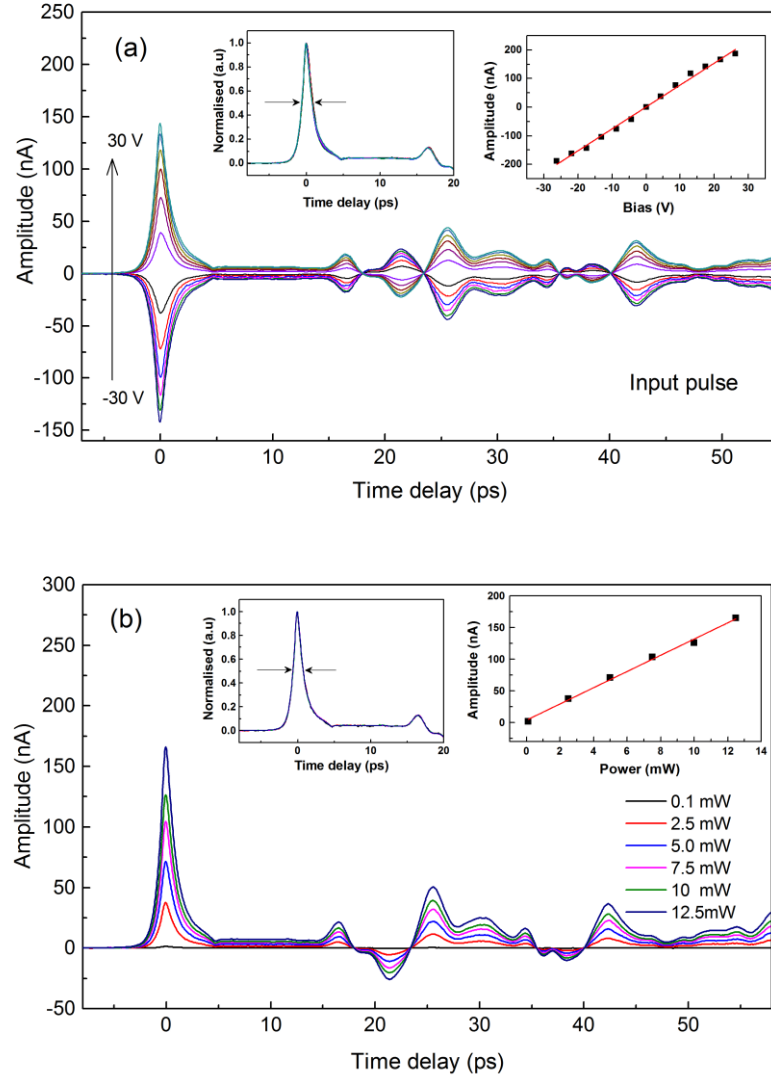 (a)
Normalised (a.u)
1.0
0.8
0.6
0.4
0.2
0.0
0 10 20
Time delay (ps)
Amplitude (nA)
200
100
0
-100
-200
-30 -20 -10 0 10 20 30
Bias (V)
Amplitude (nA)
250
200
150
100
50
0
-50
-100
-150
30 V
-30 V
Input pulse
0 10 20 30 40 50
Time delay (ps)
(b)
Normalised (a.u)
1.0
0.8
0.6
0.4
0.2
0.0
0 10 20
Time delay (ps)
Amplitude (nA)
200
150
100
50
0
0 2 4 6 8 10 12 14
Power (mW)
Amplitude (nA)
300
250
200
150
100
50
0
-50
0.1 mW
2.5 mW
5.0 mW
7.5 mW
10 mW
12.5mW
0 10 20 30 40 50
Time delay (ps)